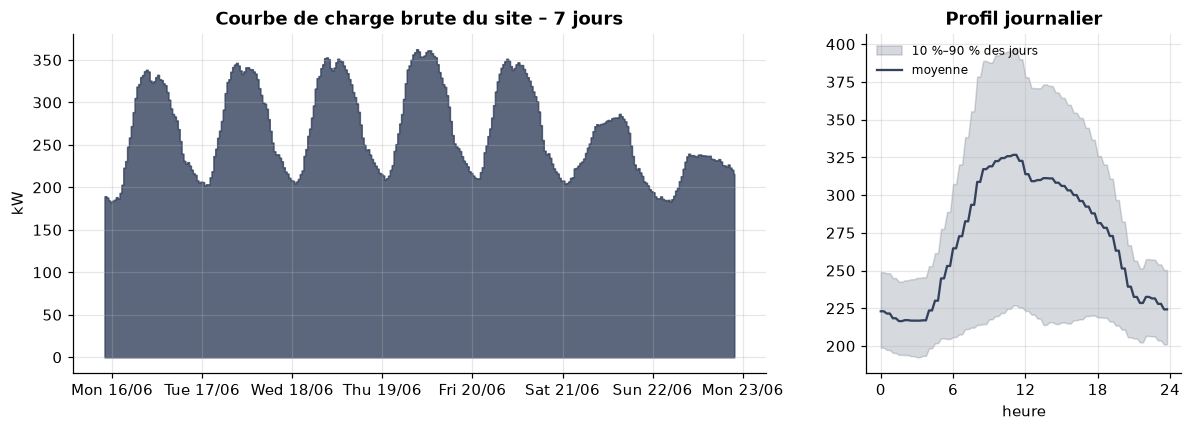 Courbe de charge brute du site – 7 jours
kW
350
300
250
200
150
100
50
0
Mon 16/06 Tue 17/06 Wed 18/06 Thu 19/06 Fri 20/06 Sat 21/06 Sun 22/06 Mon 23/06
Profil journalier
10 %–90 % des jours
moyenne
400
375
350
325
300
275
250
225
200
0 6 12 18 24
heure